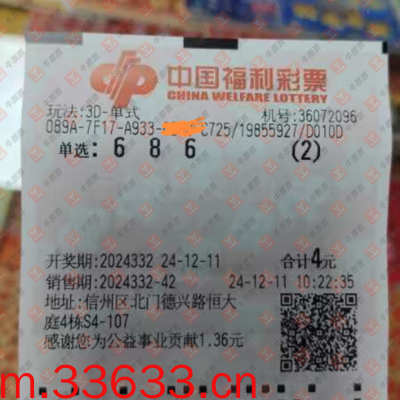 中国福利彩票
CHINA WELFARE LOTTERY
玩法:3D-单式 机号:36072096
089A-7F17-A933- C725/19855927/D010D
单选: 6 8 6 (2)
开奖期:2024332 24-12-11 合计4元
销售期:2024332-42 24-12-11 10:22:35
地址:信州区北门德兴路恒大
庭4栋S4-107
感谢您为公益事业贡献1.36元
m.33633.cn